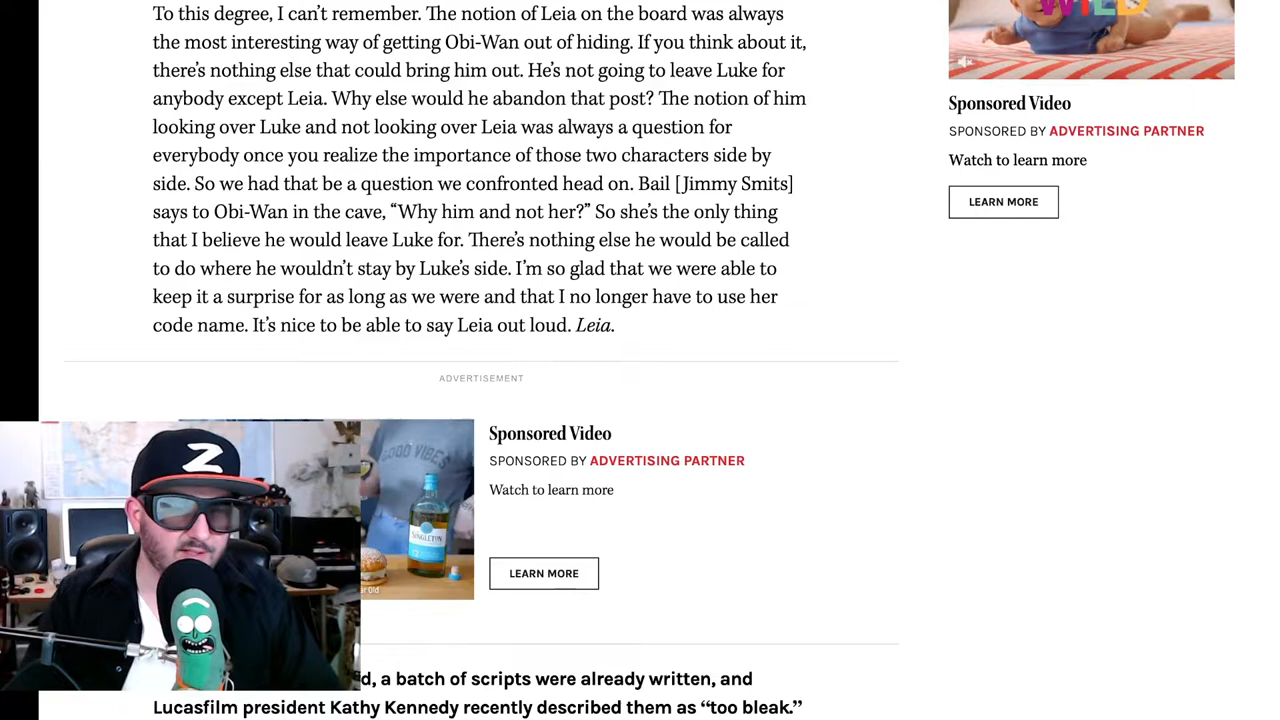 To this degree, I can’t remember. The notion of Leia on the board was always
the most interesting way of getting Obi-Wan out of hiding. If you think about it,
there’s nothing else that could bring him out. He’s not going to leave Luke for
anybody except Leia. Why else would he abandon that post? The notion of him
looking over Luke and not looking over Leia was always a question for
everybody once you realize the importance of those two characters side by
side. So we had that be a question we confronted head on. Bail [Jimmy Smits]
says to Obi-Wan in the cave, “Why him and not her?” So she’s the only thing
that I believe he would leave Luke for. There’s nothing else he would be called
to do where he wouldn’t stay by Luke’s side. I’m so glad that we were able to
keep it a surprise for as long as we were and that I no longer have to use her
code name. It’s nice to be able to say Leia out loud. Leia.
WILD
Sponsored Video
SPONSORED BY ADVERTISING PARTNER
Watch to learn more
LEARN MORE
ADVERTISEMENT
GOOD VIBES
SINGLETON
12
Sponsored Video
SPONSORED BY ADVERTISING PARTNER
Watch to learn more
LEARN MORE
Z
d, a batch of scripts were already written, and
Lucasfilm president Kathy Kennedy recently described them as “too bleak.”